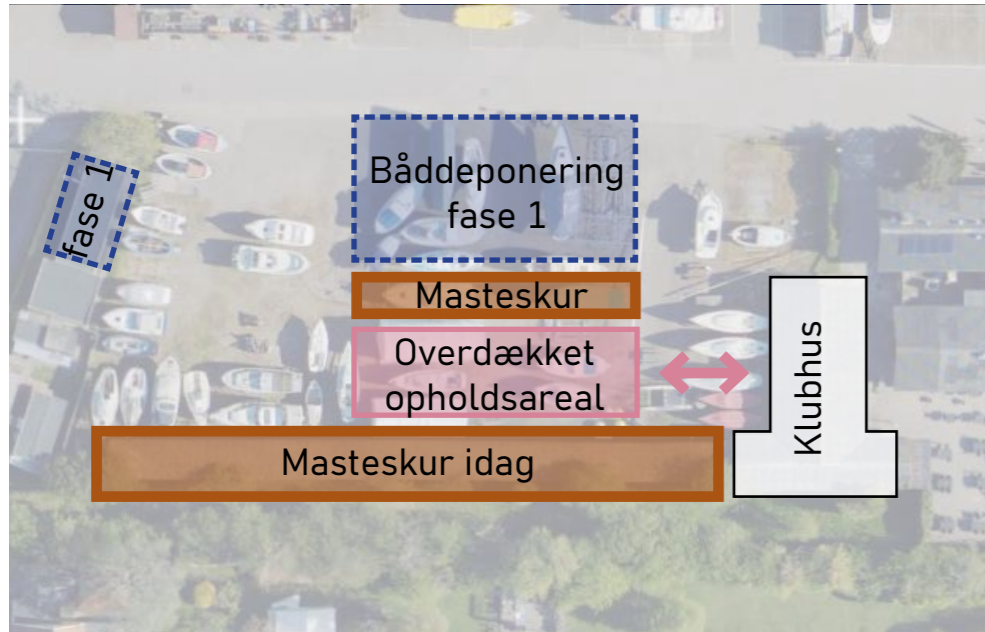 fase 1
Båddeponering
fase 1
Masteskur
Overdækket
opholdsareal
Klubhus
Masteskur idag